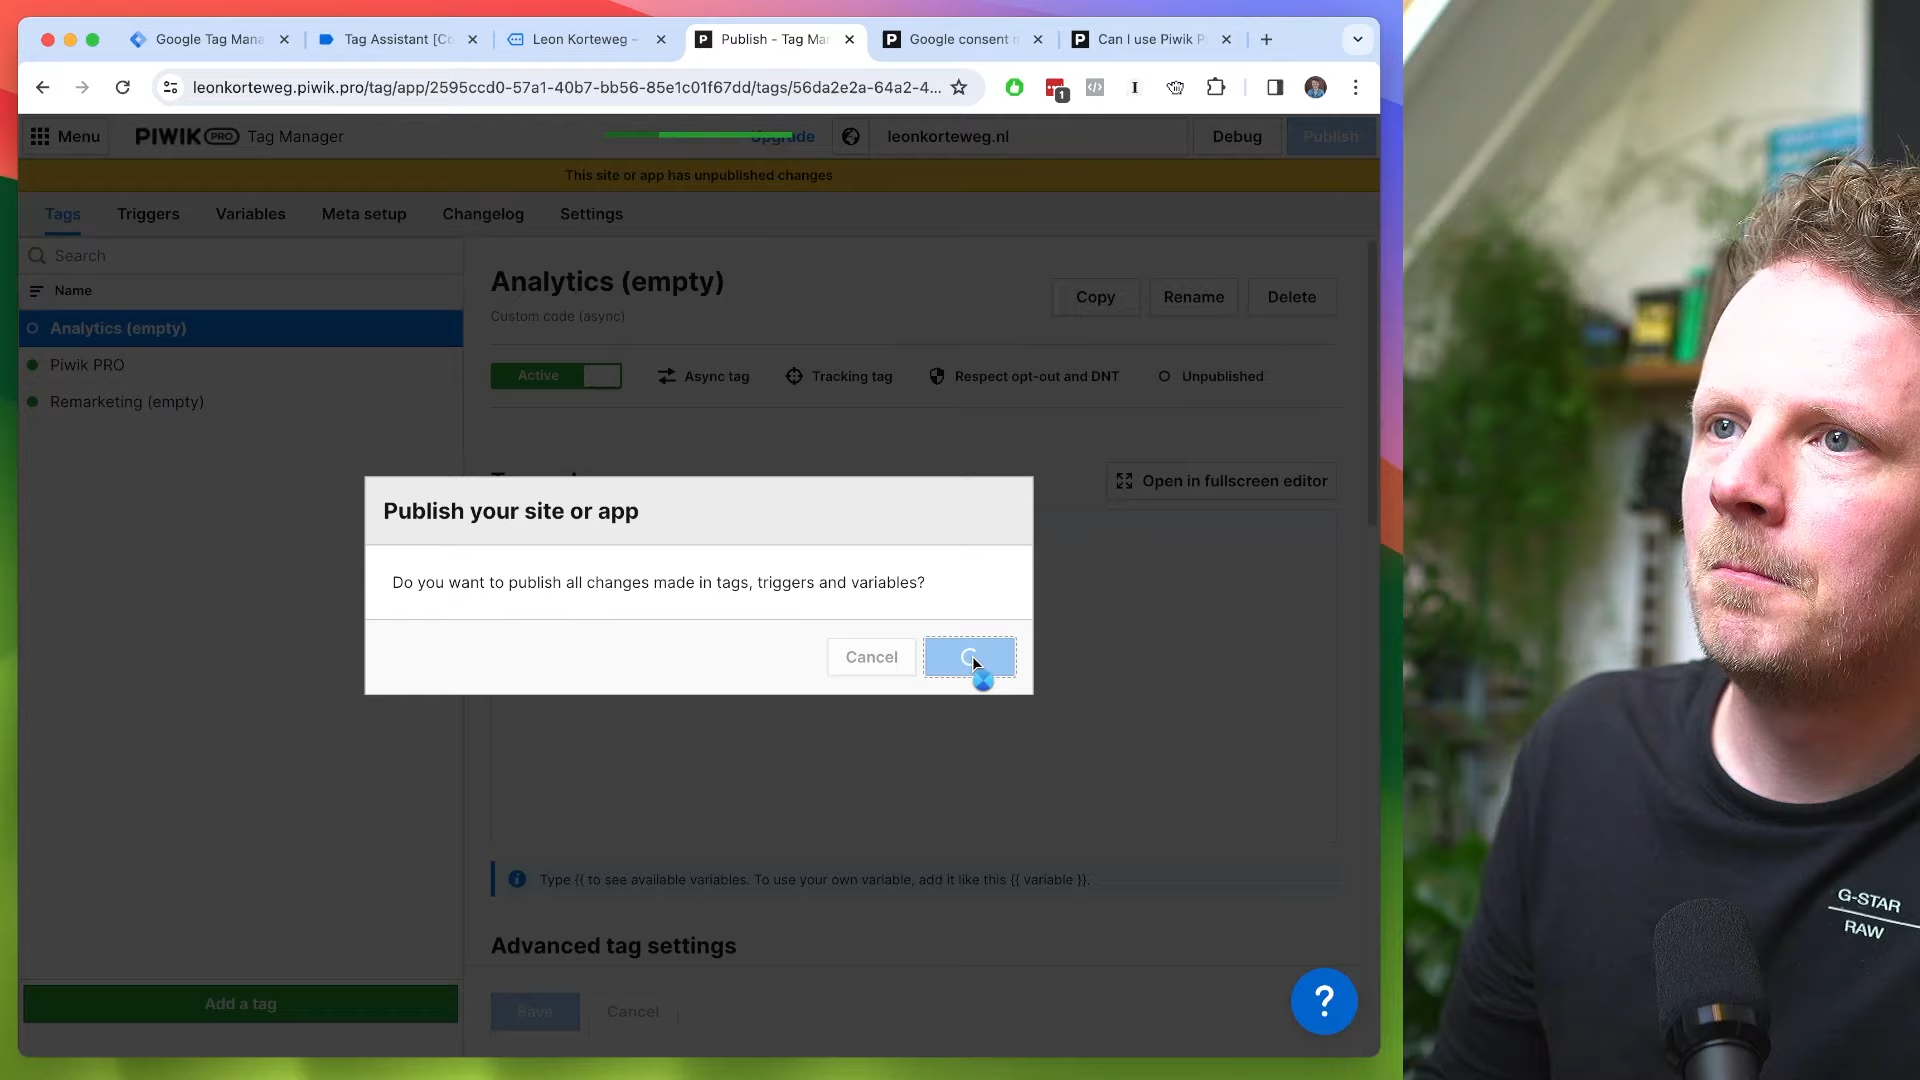 Google Tag Mana
Tag Assistant [Co
Leon Korteweg -
Publish - Tag Mar
Google consent m
Can I use Piwik P
leonkorteweg.piwik.pro/tag/app/2595ccd0-57a1-40b7-bb56-85e1c01f67dd/tags/56da2e2a-64a2-4...
1
Menu
PIWIK PRO Tag Manager
Upgrade
leonkorteweg.nl
Debug
Publish
This site or app has unpublished changes
Tags
Triggers
Variables
Meta setup
Changelog
Settings
Search
Name
Analytics (empty)
Piwik PRO
Remarketing (empty)
Analytics (empty)
Custom code (async)
Copy
Rename
Delete
Active
Async tag
Tracking tag
Respect opt-out and DNT
Unpublished
Open in fullscreen editor
Publish your site or app
Do you want to publish all changes made in tags, triggers and variables?
Cancel
Type {{ to see available variables. To use your own variable, add it like this {{ variable }}.
Advanced tag settings
Save
Cancel
Add a tag
?
G-STAR
RAW